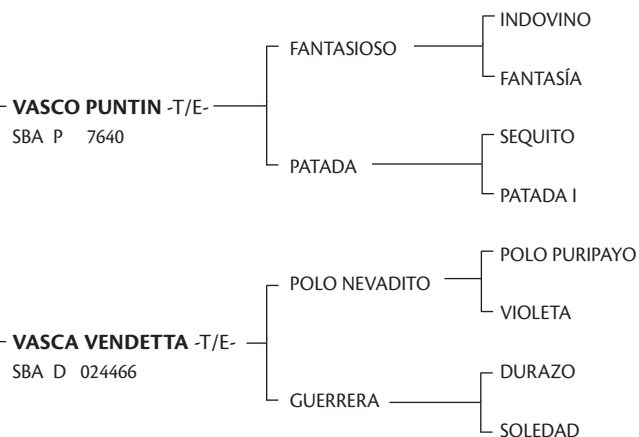 INDOVINO
FANTASIOSO
FANTASÍA
VASCO PUNTIN -T/E-
SBA P 7640
SEQUITO
PATADA
PATADA I
POLO PURIPAYO
POLO NEVADITO
VIOLETA
VASCA VENDETTA -T/E-
SBA D 024466
DURAZO
GUERRERA
SOLEDAD